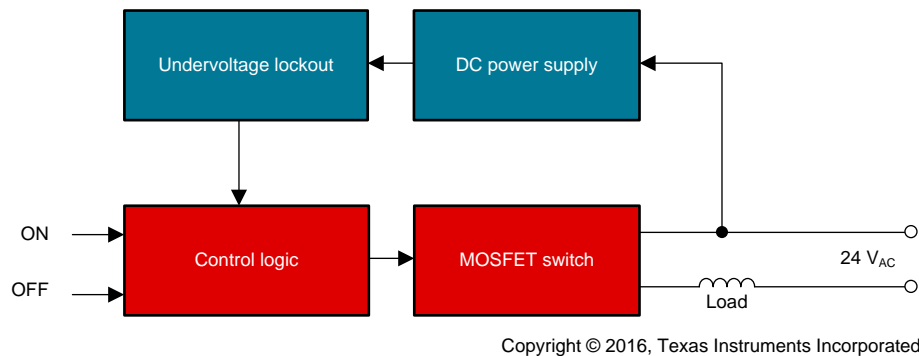 Undervoltage lockout
DC power supply
ON
OFF
Control logic
MOSFET switch
24 VAC
Load
Copyright © 2016, Texas Instruments Incorporated